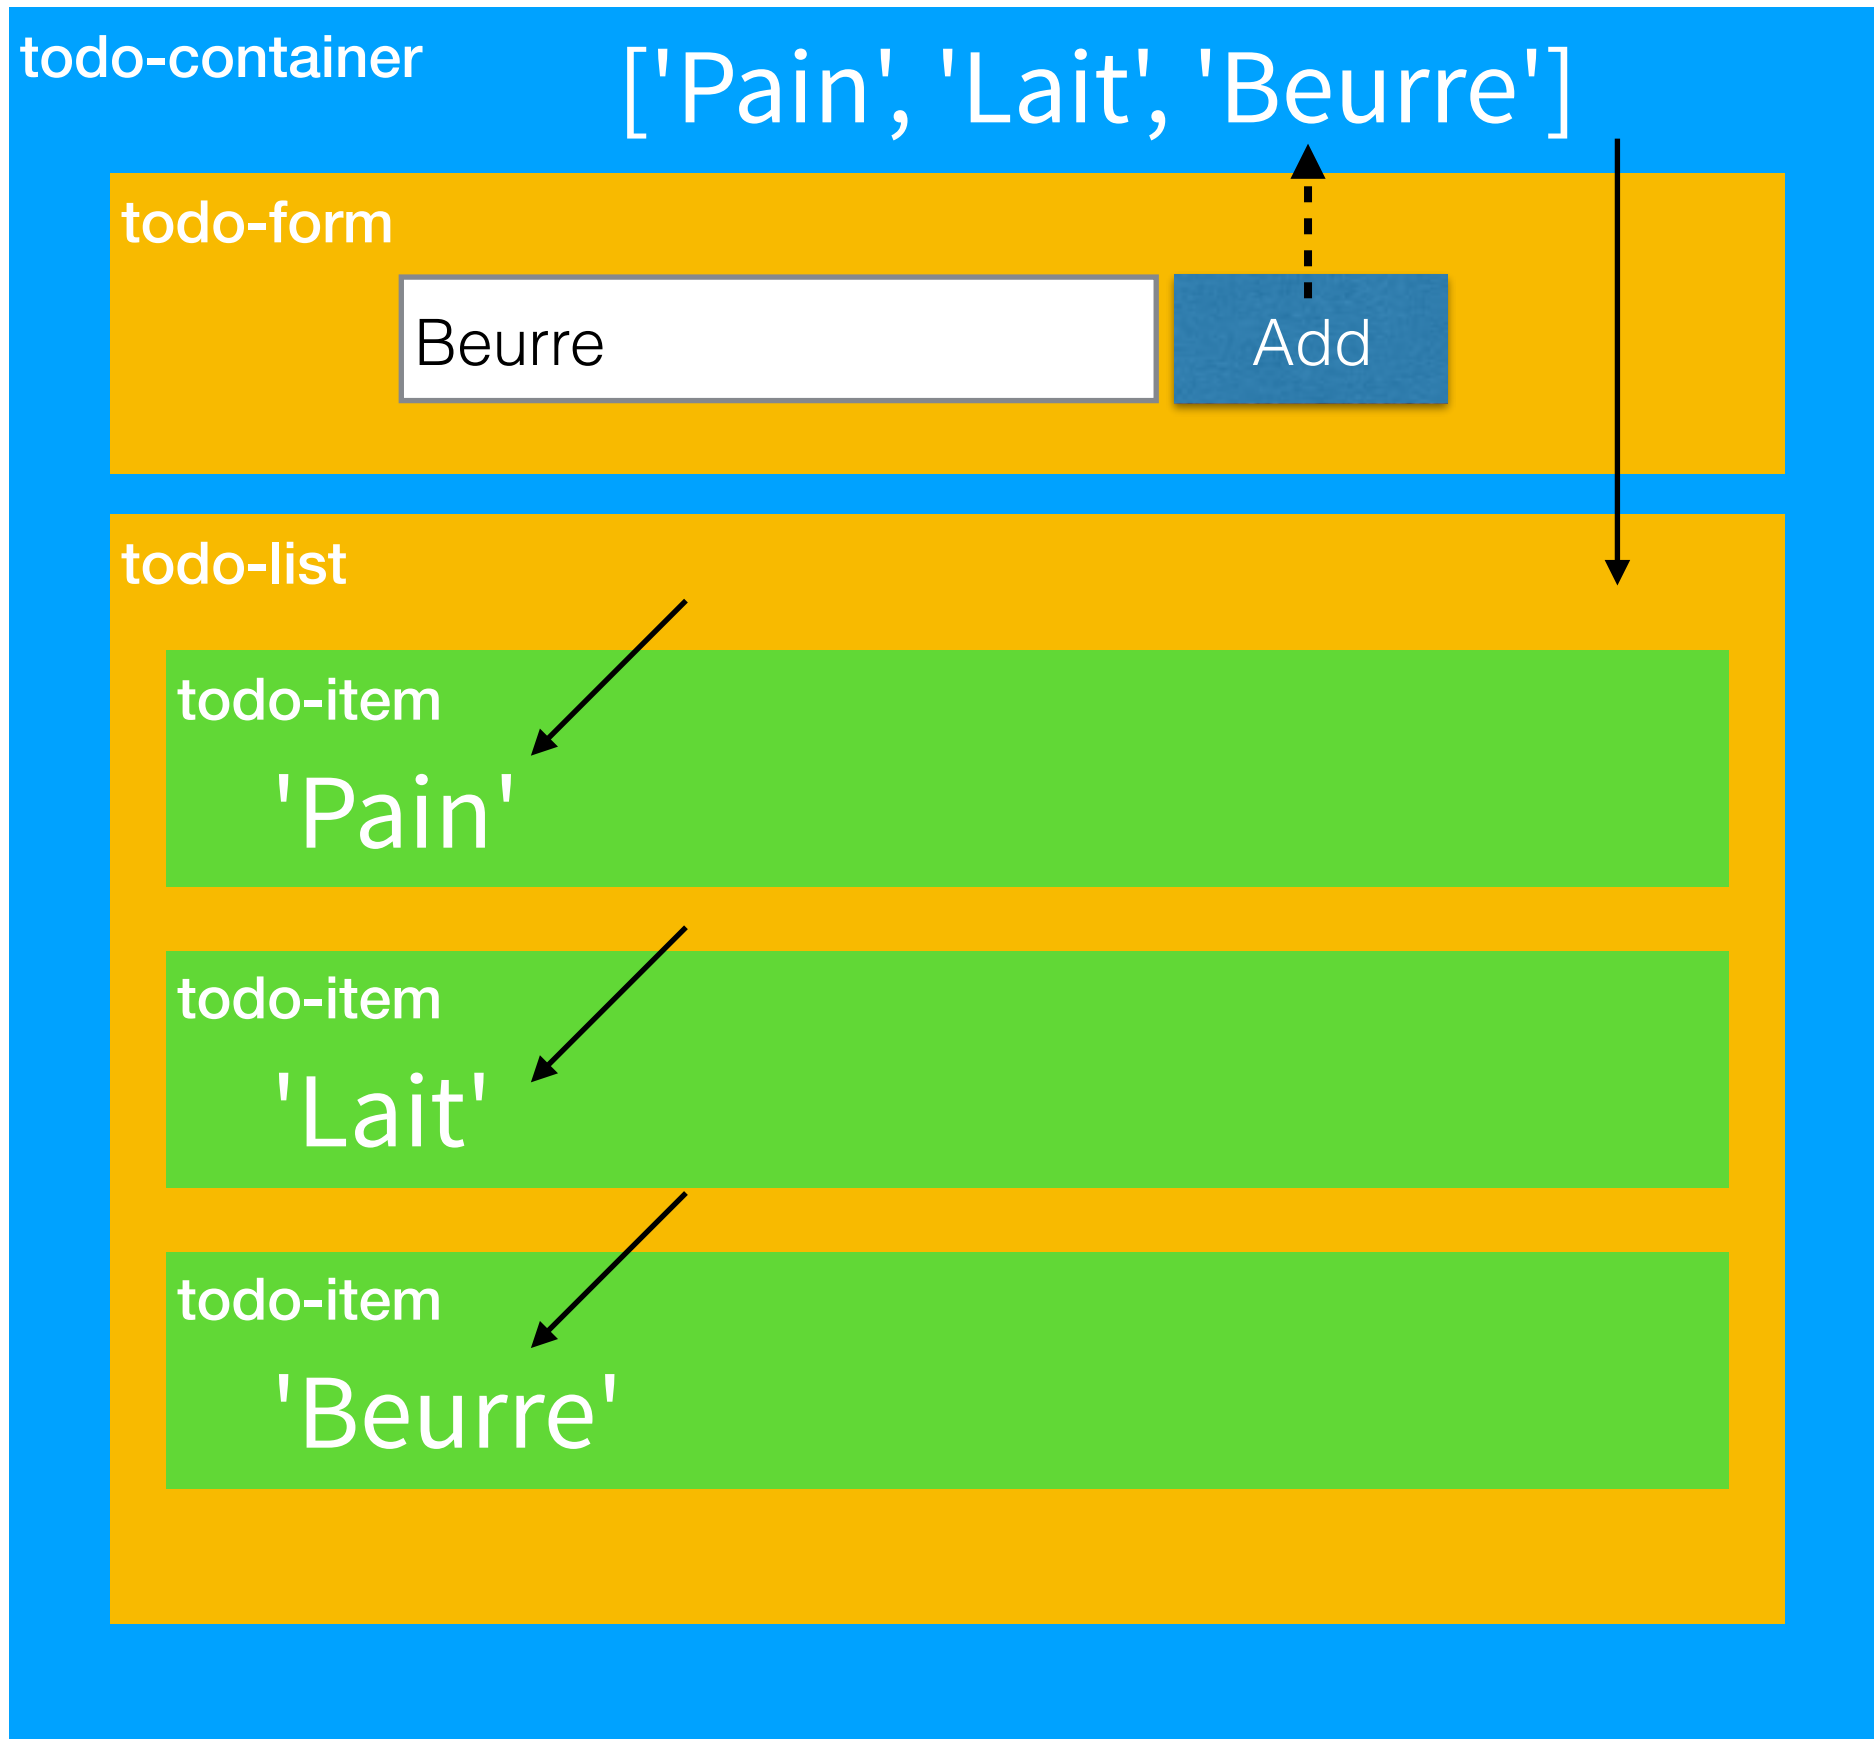 todo-container
['Pain', 'Lait', 'Beurre']
todo-form
Beurre
Add
todo-list
todo-item
'Pain'
todo-item
'Lait'
todo-item
'Beurre'